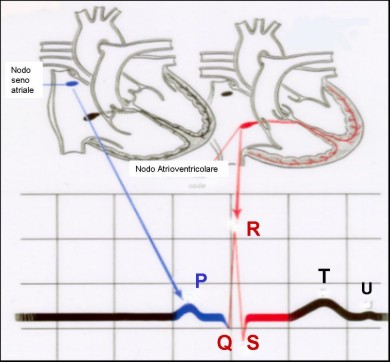 Nodo
seno
atriale
Nodo Atrioventricolare
R
P
T
U
Q
S